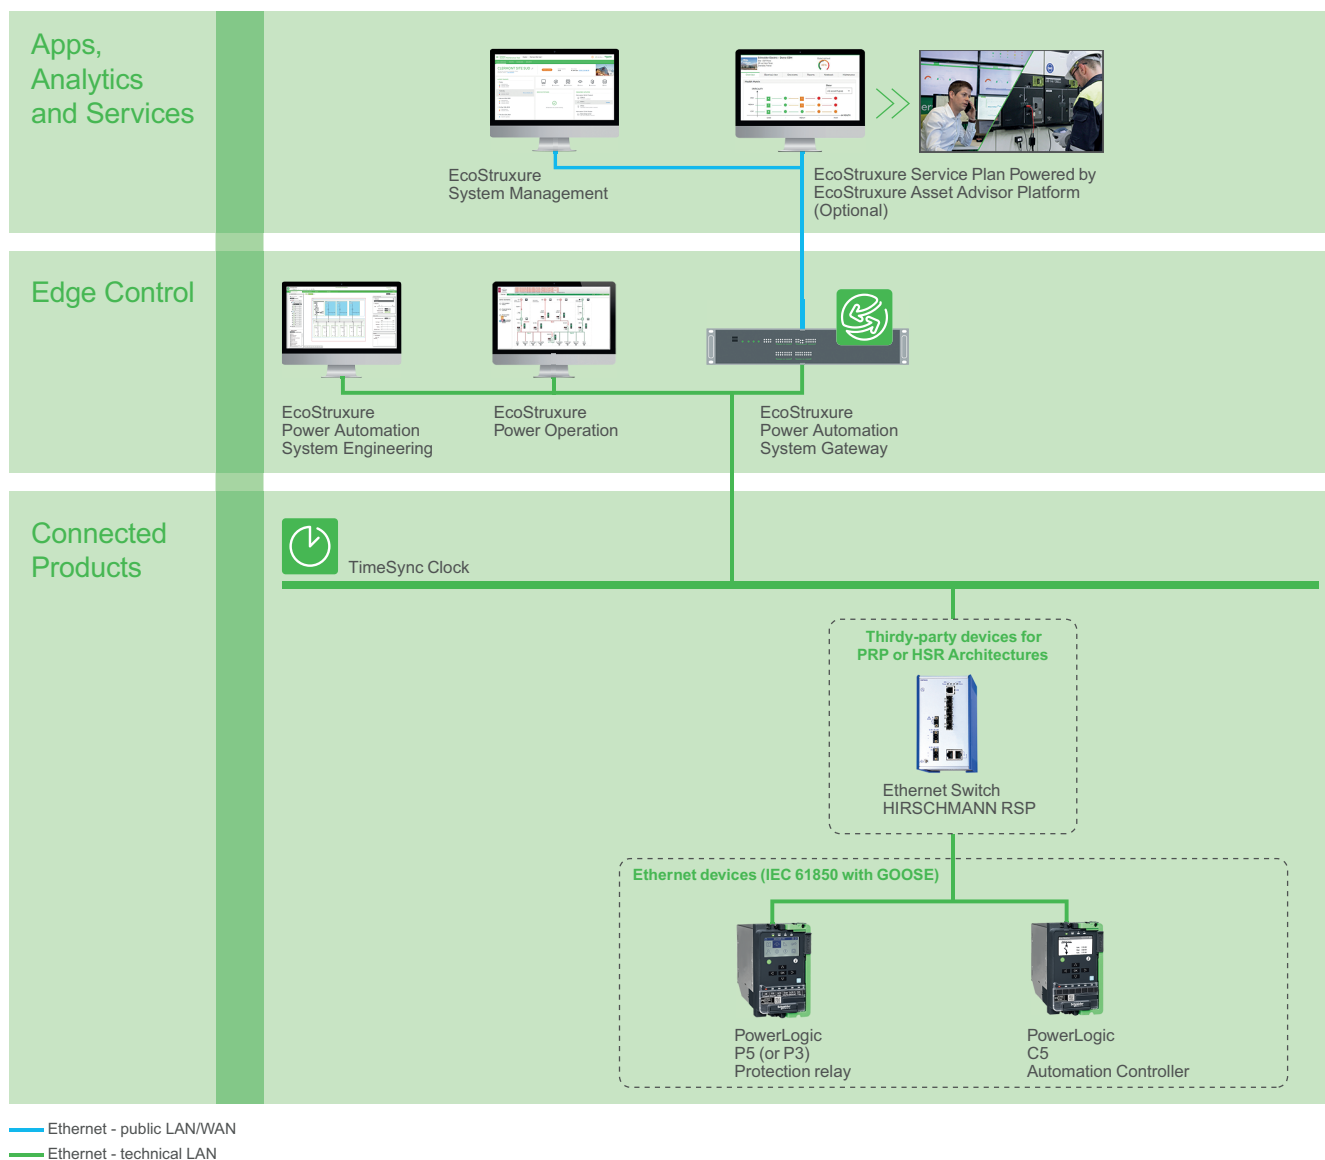 Apps,
Analytics
and Services
EcoStruxure
System Management
EcoStruxure Service Plan Powered by
EcoStruxure Asset Advisor Platform
(Optional)
Edge Control
EcoStruxure
Power Automation
System Engineering
EcoStruxure
Power Operation
EcoStruxure
Power Automation
System Gateway
Connected
Products
TimeSync Clock
Thirdy-party devices for
PRP or HSR Architectures
Ethernet Switch
HIRSCHMANN RSP
Ethernet devices (IEC 61850 with GOOSE)
PowerLogic
P5 (or P3)
Protection relay
PowerLogic
C5
Automation Controller
Ethernet - public LAN/WAN
Ethernet - technical LAN